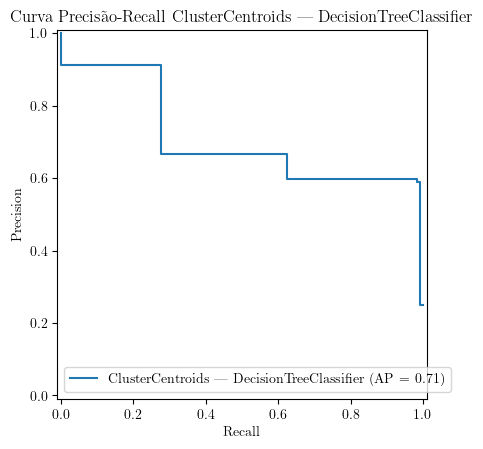 Curva Precisão-Recall ClusterCentroids — DecisionTreeClassifier
1.0
0.8
0.6
0.4
0.2
0.0
Precision
ClusterCentroids — DecisionTreeClassifier (AP = 0.71)
0.0 0.2 0.4 0.6 0.8 1.0
Recall